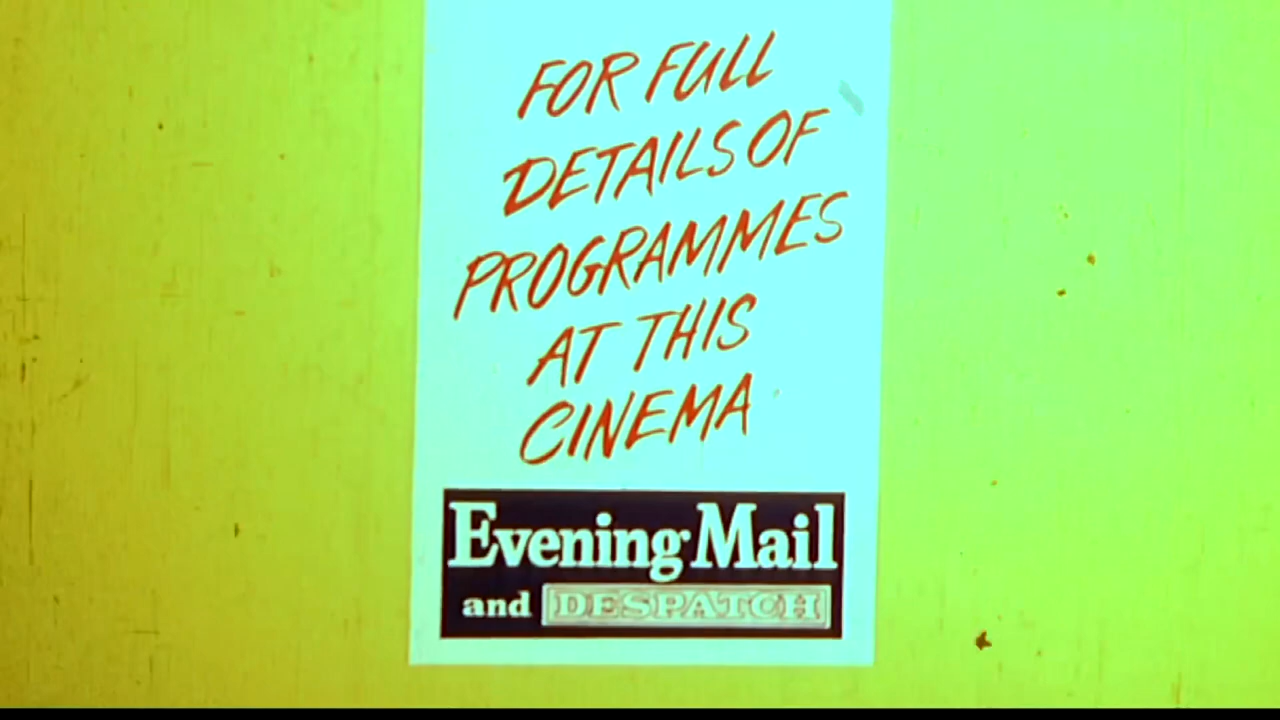 FOR FULL
DETAILS OF
PROGRAMMES
AT THIS
CINEMA
Evening Mail
and DESPATCH